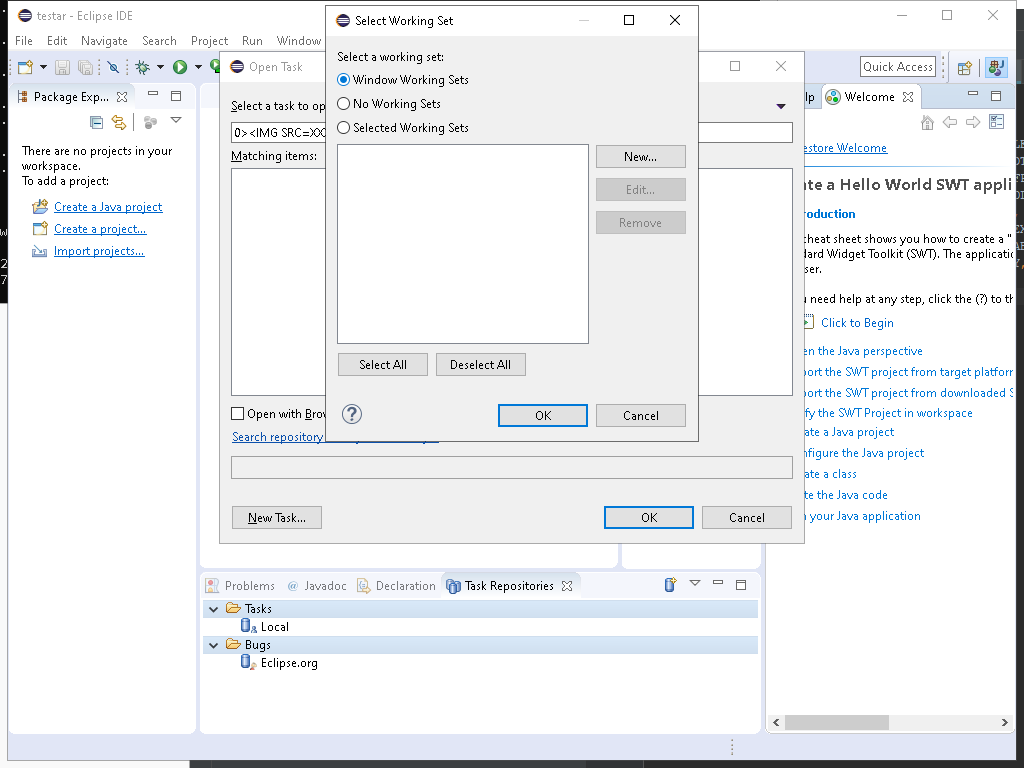 testar - Eclipse IDE
File Edit Navigate Search Project Run Window
Quick Access
Package Exp...
There are no projects in your
workspace.
To add a project:
Create a Java project
Create a project...
Import projects...
Open Task
Select a task to op
0><IMG SRC=XX
Matching items:
Open with Brow
Search repository
New Task...
OK
Cancel
Select Working Set
Select a working set:
Window Working Sets
No Working Sets
Selected Working Sets
New...
Edit...
Remove
Select All
Deselect All
OK
Cancel
lp
Welcome
estore Welcome
te a Hello World SWT appli
roduction
cheat sheet shows you how to create a "
dard Widget Toolkit (SWT). The applicatio
ser.
u need help at any step, click the (?) to th
Click to Begin
en the Java perspective
port the SWT project from target platforr
port the SWT project from downloaded S
ify the SWT Project in workspace
ate a Java project
nfigure the Java project
ate a class
te the Java code
n your Java application
Problems
@ Javadoc
Declaration
Task Repositories
Tasks
Local
Bugs
Eclipse.org